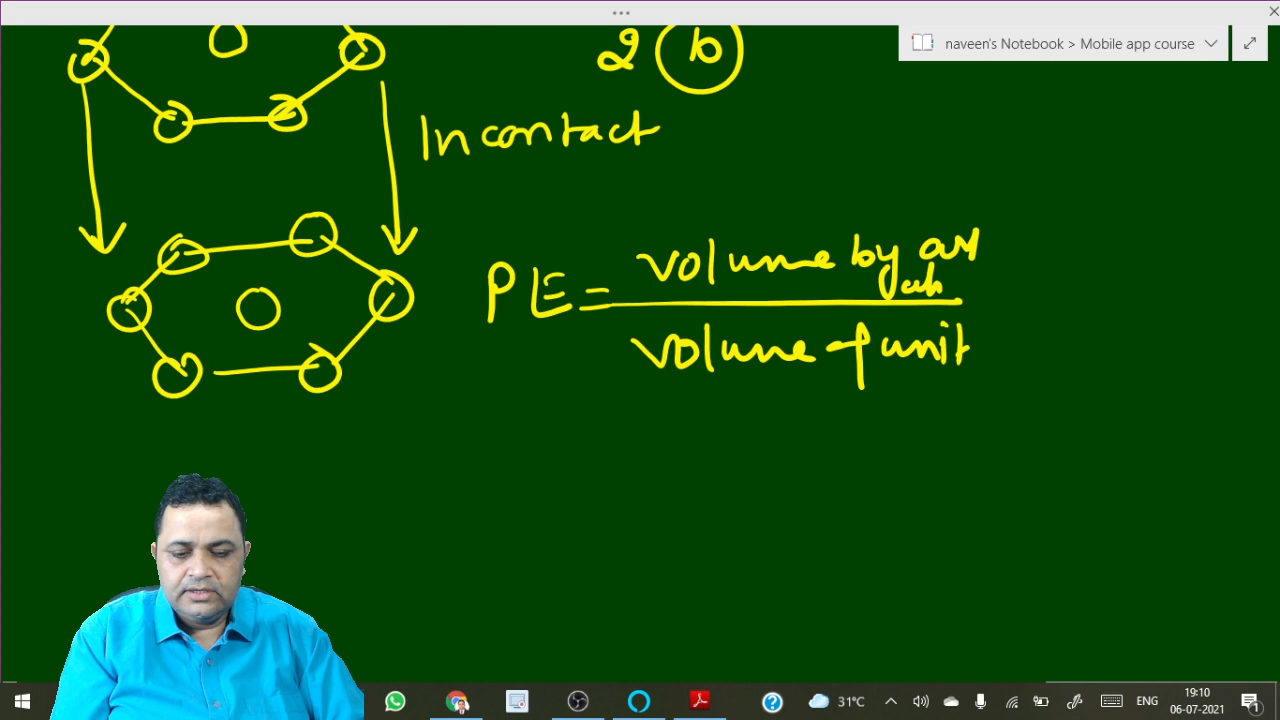 naveen's Notebook > Mobile app course
2 b
In contact
PE = volume by
volume of unit
31°C
ENG
19:10
06-07-2021
1